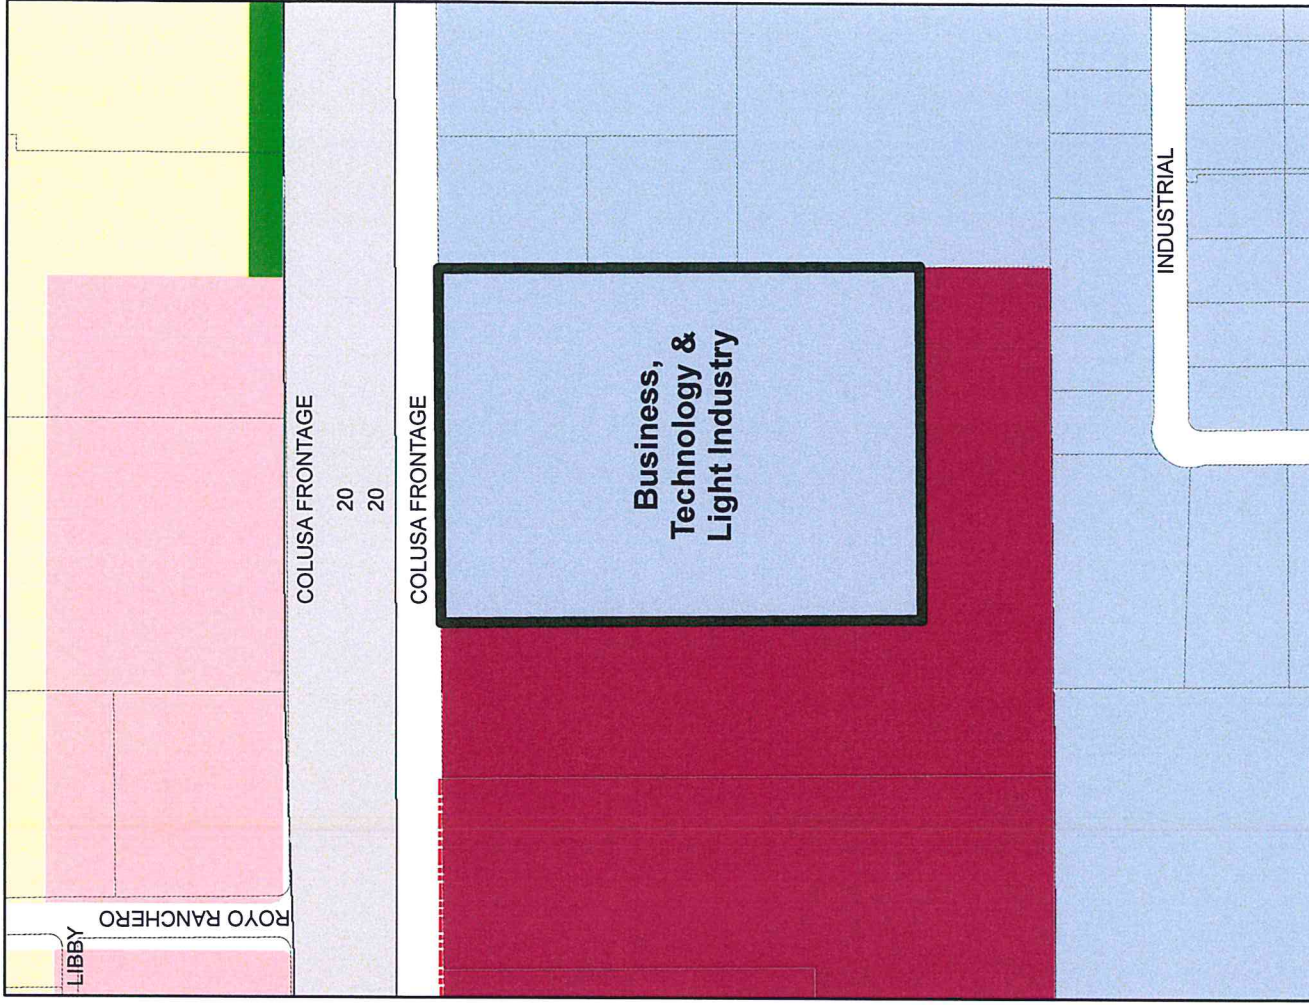 COLUSA FRONTAGE
20
20
COLUSA FRONTAGE
ROYO RANCHERO
LIBBY
Business,
Technology &
Light Industry
INDUSTRIAL